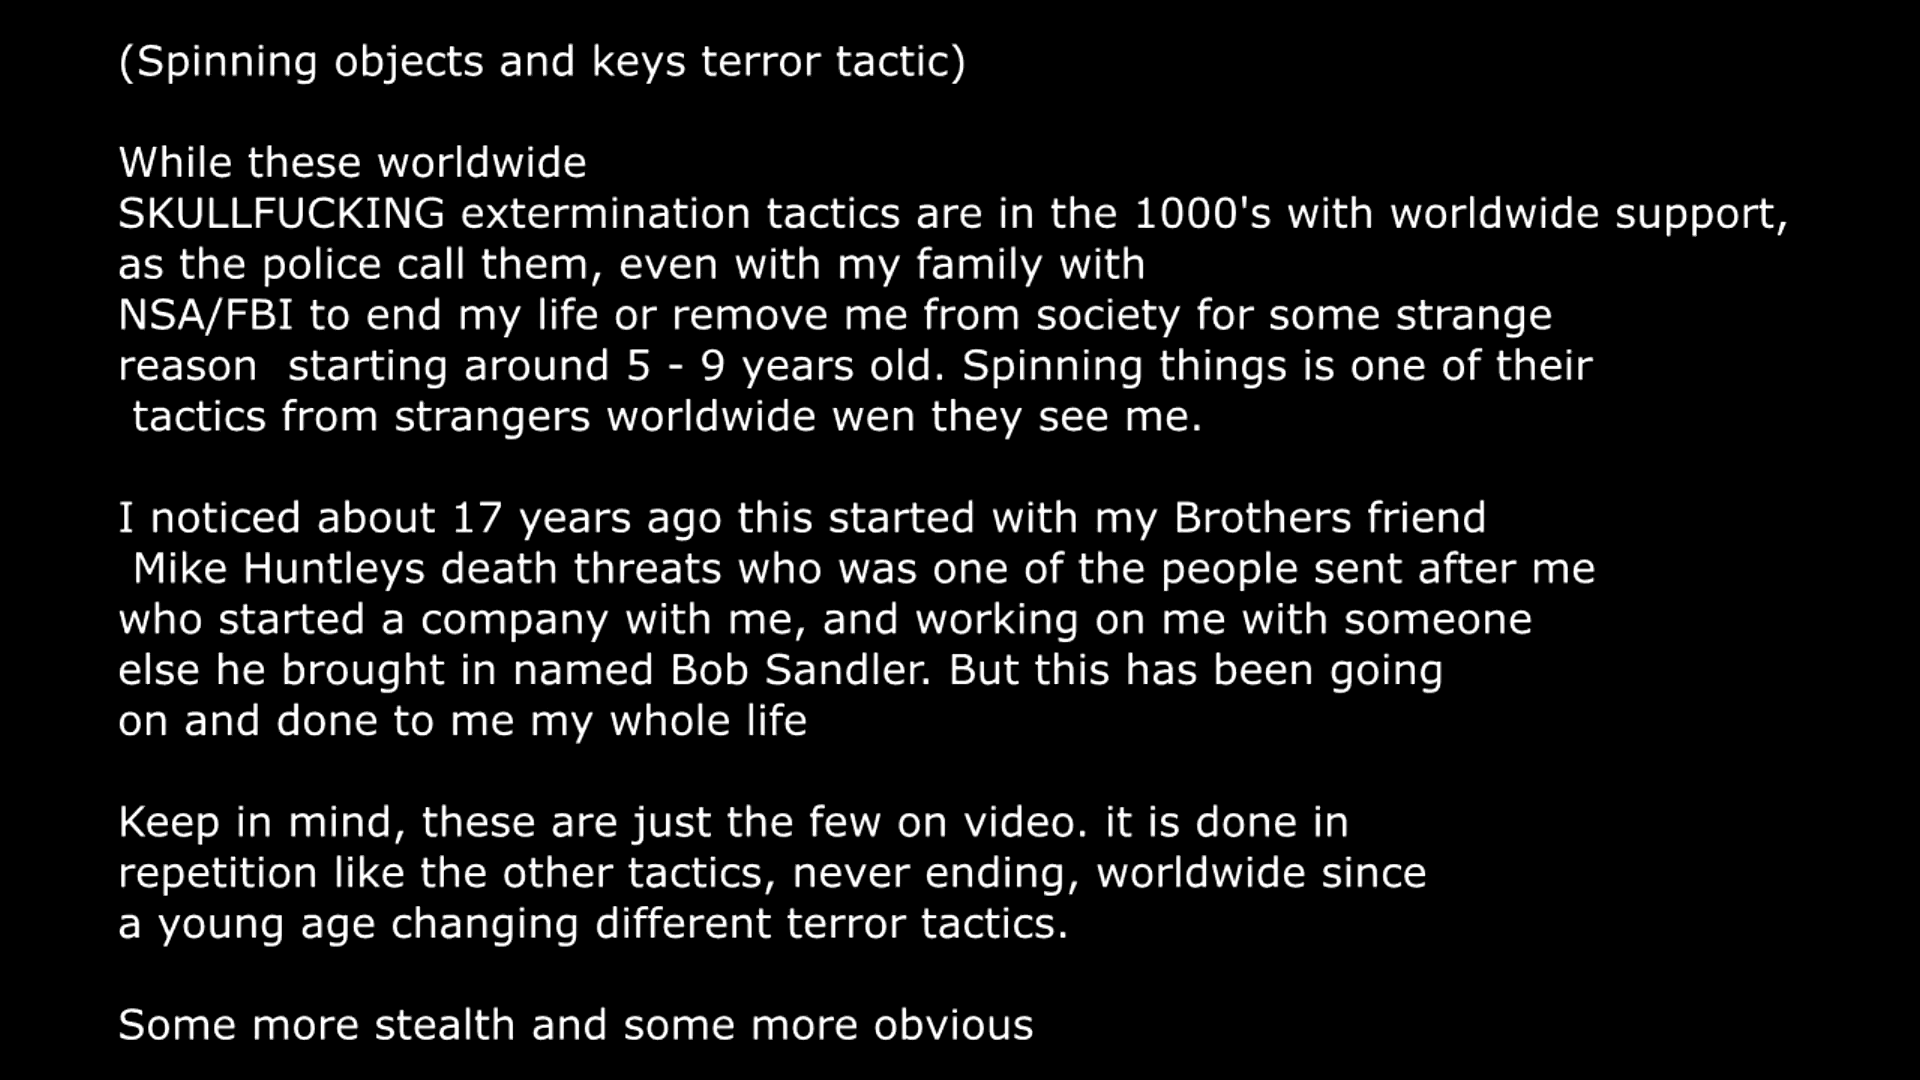 (Spinning objects and keys terror tactic)
While these worldwide
SKULLFUCKING extermination tactics are in the 1000's with worldwide support,
as the police call them, even with my family with
NSA/FBI to end my life or remove me from society for some strange
reason  starting around 5 - 9 years old. Spinning things is one of their
tactics from strangers worldwide wen they see me.
I noticed about 17 years ago this started with my Brothers friend
Mike Huntleys death threats who was one of the people sent after me
who started a company with me, and working on me with someone
else he brought in named Bob Sandler. But this has been going
on and done to me my whole life
Keep in mind, these are just the few on video. it is done in
repetition like the other tactics, never ending, worldwide since
a young age changing different terror tactics.
Some more stealth and some more obvious